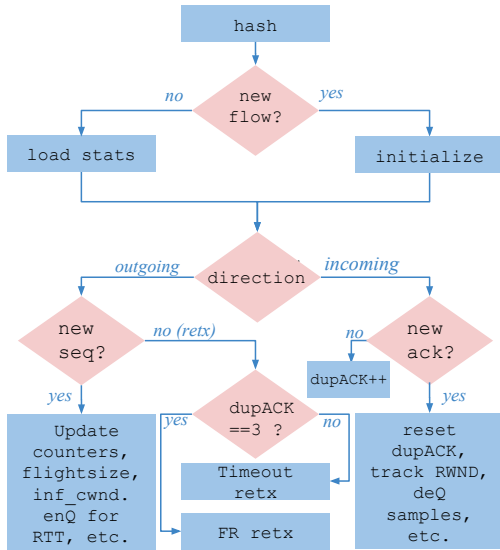 hash
new
flow?
no
yes
load stats
initialize
direction
outgoing
incoming
new
seq?
no (retx)
new
ack?
no
dupACK++
yes
yes
dupACK
==3 ?
yes
no
Update
counters,
flightsize,
inf_cwnd.
enQ for
RTT, etc.
Timeout
retx
FR retx
reset
dupACK,
track RWND,
deQ
samples,
etc.